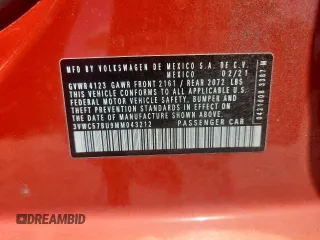 MFD BY VOLKSWAGEN DE MEXICO S.A. DE C.V.
MEXICO 02/21
GVWR 4123 GAWR FRONT 2161 / REAR 2072 LBS
THIS VEHICLE CONFORMS TO ALL APPLICABLE U.S.
FEDERAL MOTOR VEHICLE SAFETY, BUMPER AND
THEFT PREVENTION STANDARDS IN EFFECT ON THE
DATE OF MANUFACTURE SHOWN ABOVE.
3VWC57BU9MM043212 PASSENGER CAR
DREAMBID
DREAMBID